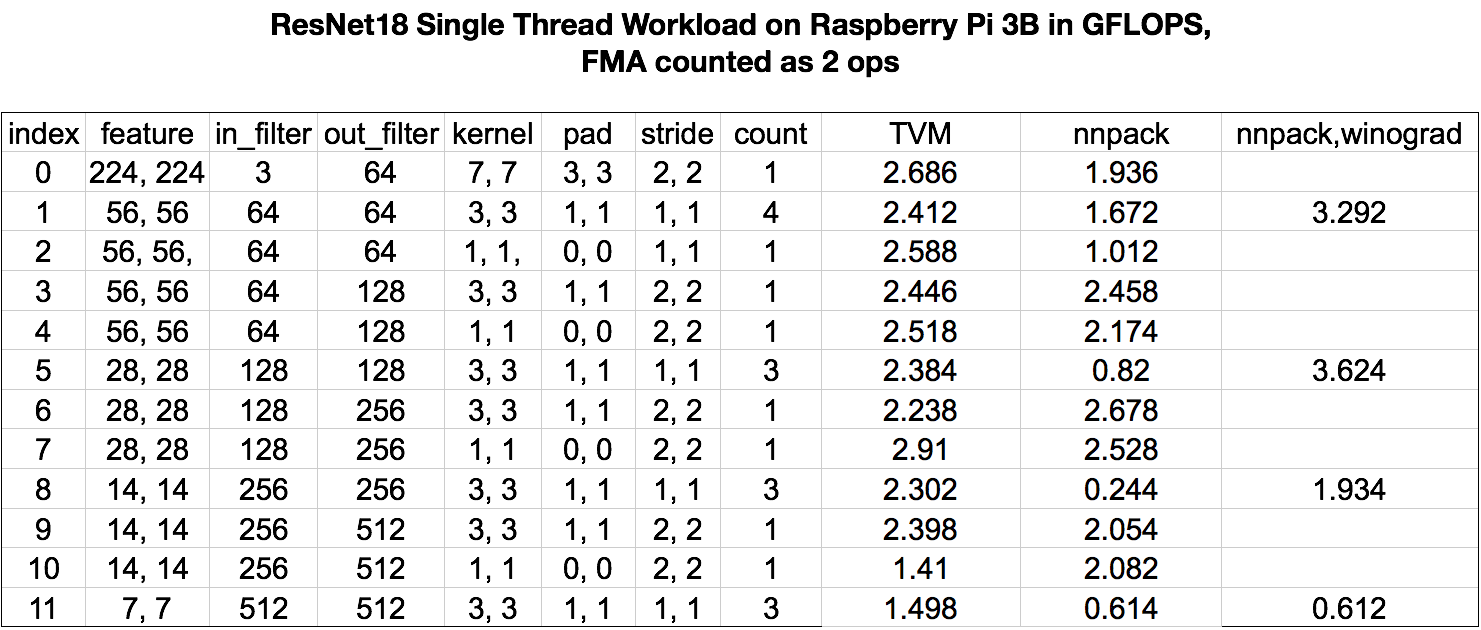 ResNet18 Single Thread Workload on Raspberry Pi 3B in GFLOPS,
FMA counted as 2 ops
index feature in_filter out_filter kernel pad stride count TVM nnpack nnpack,winograd
0 224, 224 3 64 7, 7 3, 3 2, 2 1 2.686 1.936
1 56, 56 64 64 3, 3 1, 1 1, 1 4 2.412 1.672 3.292
2 56, 56, 64 64 1, 1, 0, 0 1, 1 1 2.588 1.012
3 56, 56 64 128 3, 3 1, 1 2, 2 1 2.446 2.458
4 56, 56 64 128 1, 1 0, 0 2, 2 1 2.518 2.174
5 28, 28 128 128 3, 3 1, 1 1, 1 3 2.384 0.82 3.624
6 28, 28 128 256 3, 3 1, 1 2, 2 1 2.238 2.678
7 28, 28 128 256 1, 1 0, 0 2, 2 1 2.91 2.528
8 14, 14 256 256 3, 3 1, 1 1, 1 3 2.302 0.244 1.934
9 14, 14 256 512 3, 3 1, 1 2, 2 1 2.398 2.054
10 14, 14 256 512 1, 1 0, 0 2, 2 1 1.41 2.082
11 7, 7 512 512 3, 3 1, 1 1, 1 3 1.498 0.614 0.612